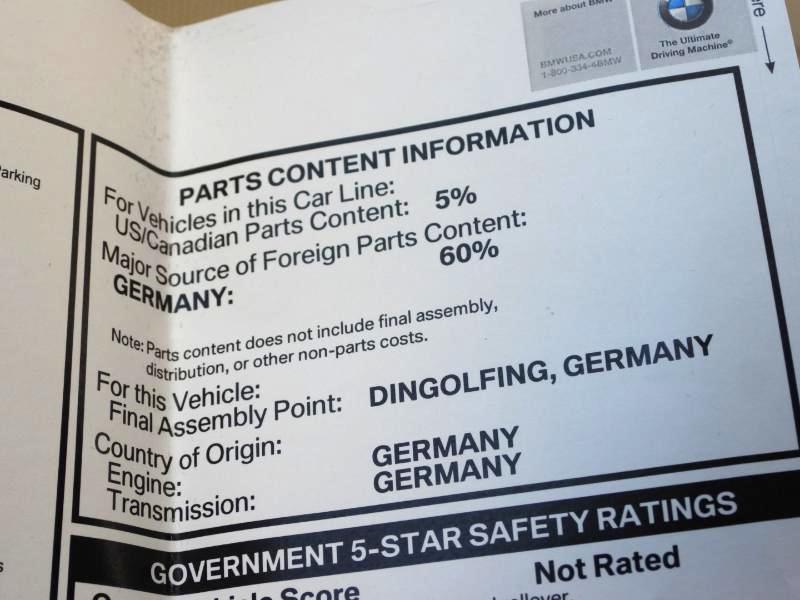 More about BMW
BMWUSA.COM
1-800-334-4BMW
The Ultimate
Driving Machine®
PARTS CONTENT INFORMATION
For Vehicles in this Car Line:
US/Canadian Parts Content: 5%
Major Source of Foreign Parts Content:
GERMANY: 60%
Note: Parts content does not include final assembly,
distribution, or other non-parts costs.
For this Vehicle:
Final Assembly Point: DINGOLFING, GERMANY
Country of Origin:
Engine: GERMANY
Transmission: GERMANY
GOVERNMENT 5-STAR SAFETY RATINGS
Score Not Rated